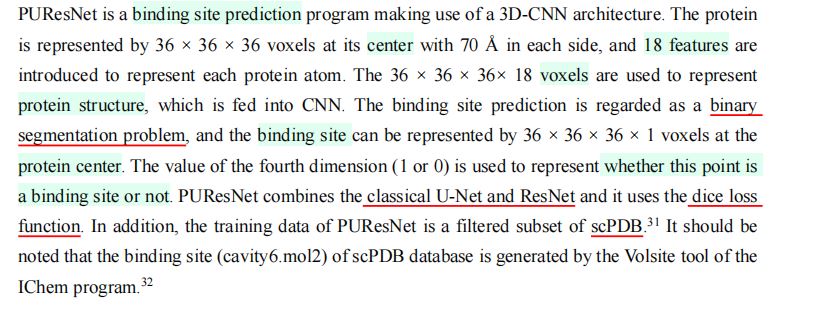 PUResNet is a binding site prediction program making use of a 3D-CNN architecture. The protein
is represented by 36 × 36 × 36 voxels at its center with 70 Å in each side, and 18 features are
introduced to represent each protein atom. The 36 × 36 × 36× 18 voxels are used to represent
protein structure, which is fed into CNN. The binding site prediction is regarded as a binary
segmentation problem, and the binding site can be represented by 36 × 36 × 36 × 1 voxels at the
protein center. The value of the fourth dimension (1 or 0) is used to represent whether this point is
a binding site or not. PUResNet combines the classical U-Net and ResNet and it uses the dice loss
function. In addition, the training data of PUResNet is a filtered subset of scPDB.³¹ It should be
noted that the binding site (cavity6.mol2) of scPDB database is generated by the Volsite tool of the
IChem program.³²